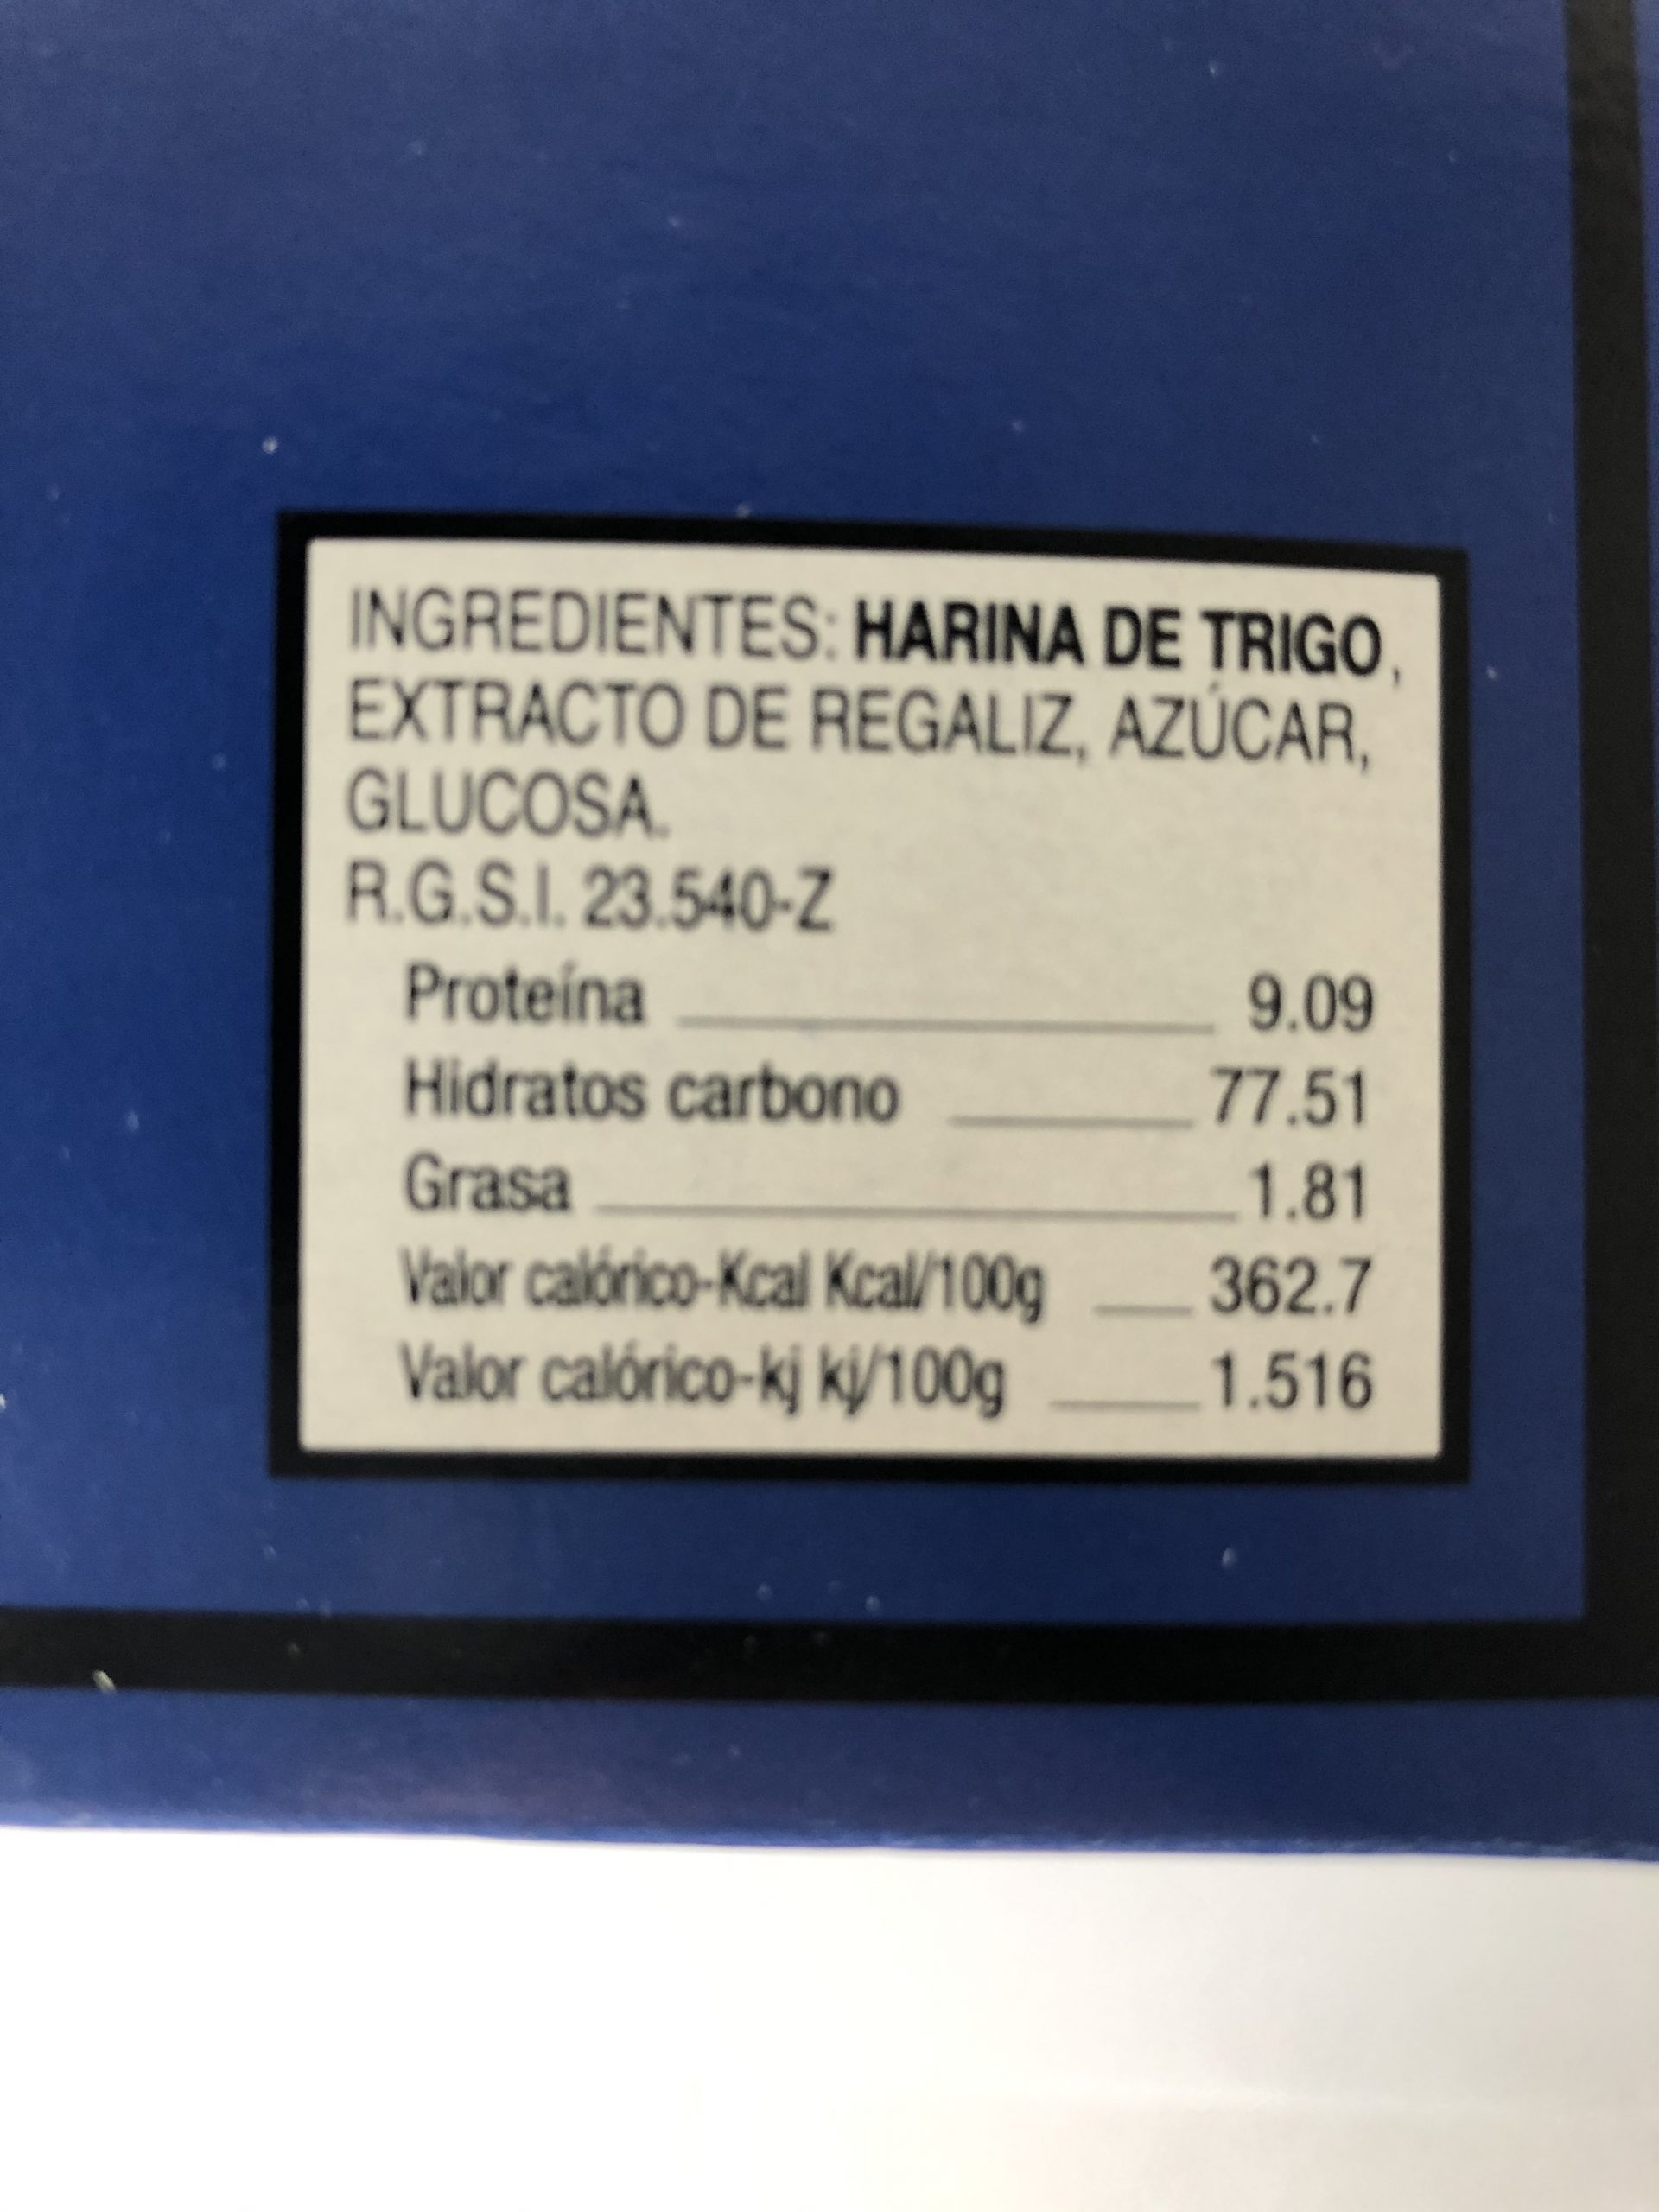 INGREDIENTES: HARINA DE TRIGO,
EXTRACTO DE REGALIZ, AZÚCAR,
GLUCOSA.
R.G.S.I. 23.540-Z
Proteína 9.09
Hidratos carbono 77.51
Grasa 1.81
Valor calórico-Kcal Kcal/100g 362.7
Valor calórico-kj kj/100g 1.516